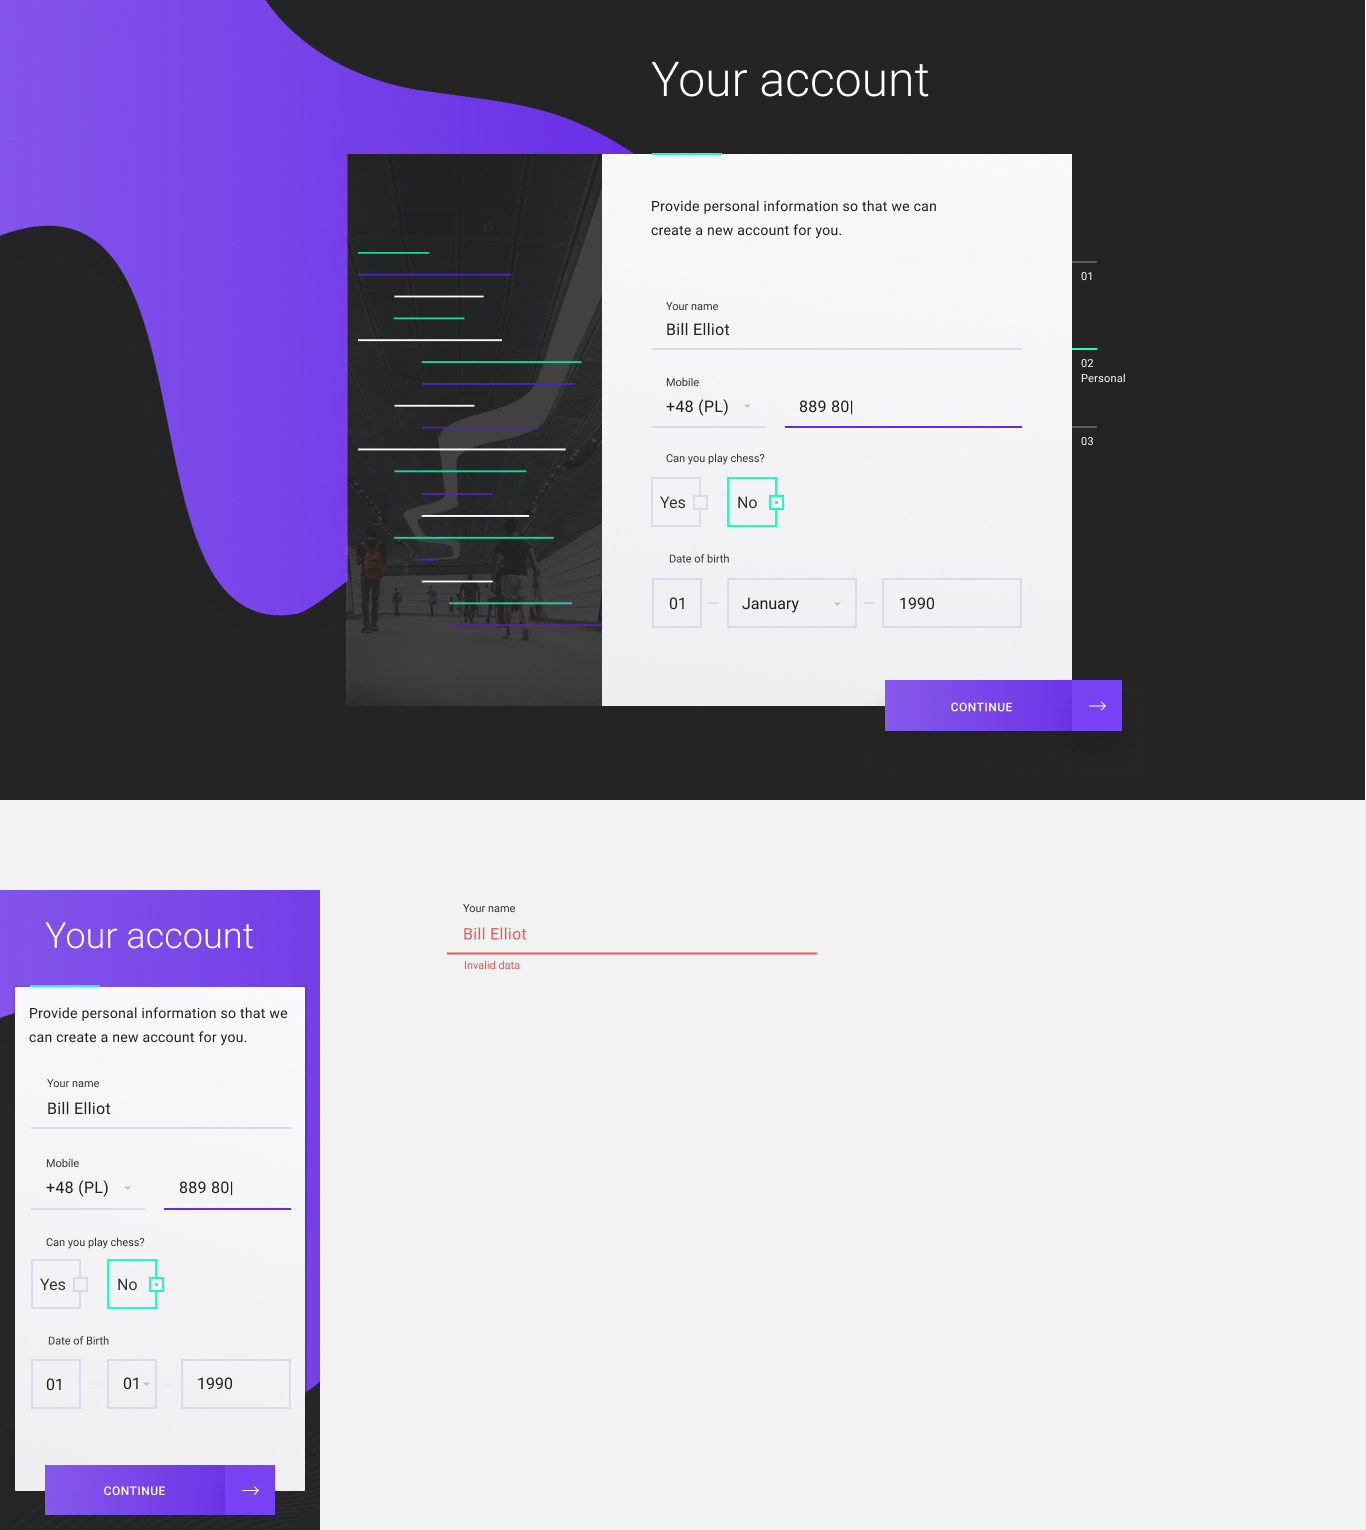 Your account
Provide personal information so that we can
create a new account for you.
Your name
Bill Elliot
Mobile
+48 (PL)
889 80|
Can you play chess?
Yes
No
Date of birth
01
January
1990
CONTINUE
01
02
Personal
03
Your account
Provide personal information so that we
can create a new account for you.
Your name
Bill Elliot
Mobile
+48 (PL)
889 80|
Can you play chess?
Yes
No
Date of Birth
01
01
1990
CONTINUE
Your name
Bill Elliot
Invalid data